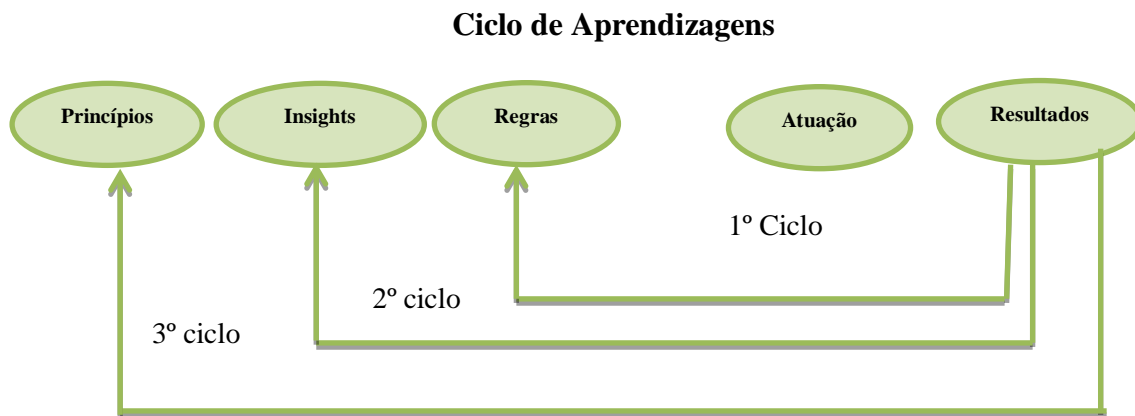 Ciclo de Aprendizagens
Princípios
Insights
Regras
Atuação
Resultados
1º Ciclo
2º ciclo
3º ciclo